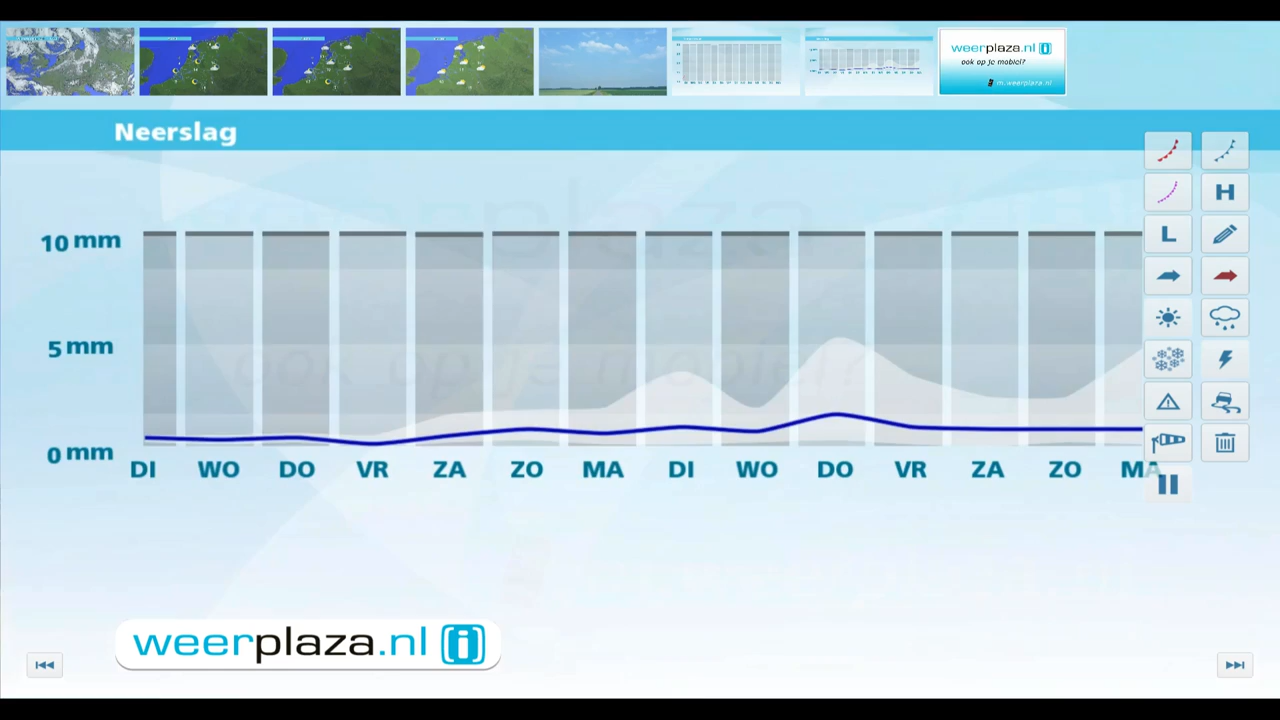 weerplaza.nl [i]
ook op je mobiel?
m.weerplaza.nl
Neerslag
10 mm
5 mm
0 mm
DI WO DO VR ZA ZO MA DI WO DO VR ZA ZO MA
H
L
weerplaza.nl [i]